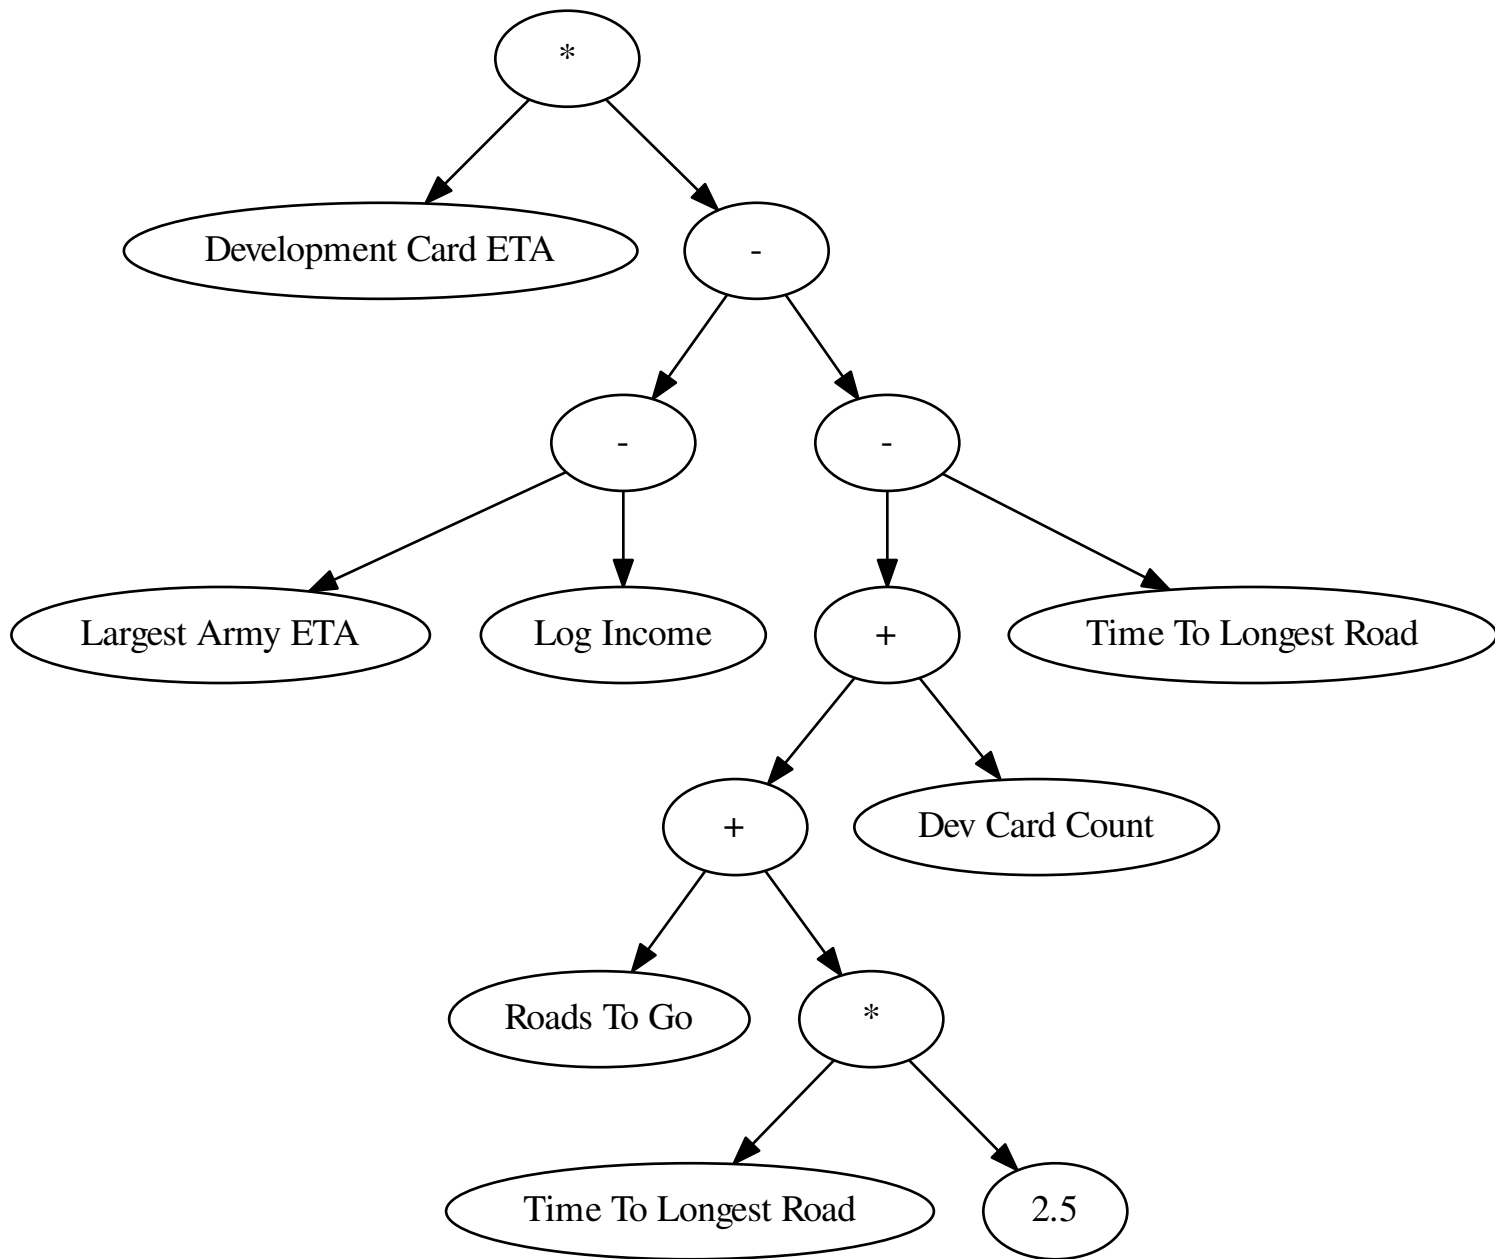 *
Development Card ETA
-
-
-
Largest Army ETA
Log Income
+
Time To Longest Road
+
Dev Card Count
Roads To Go
*
Time To Longest Road
2.5